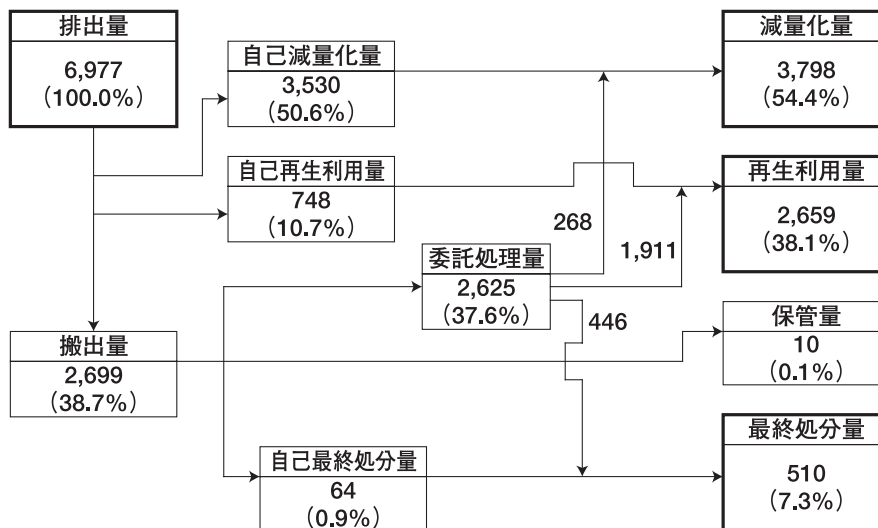 排出量
6,977
（100.0%）
自己減量化量
3,530
（50.6%）
減量化量
3,798
（54.4%）
自己再生利用量
748
（10.7%）
再生利用量
2,659
（38.1%）
268
1,911
委託処理量
2,625
（37.6%）
446
搬出量
2,699
（38.7%）
保管量
10
（0.1%）
自己最終処分量
64
（0.9%）
最終処分量
510
（7.3%）